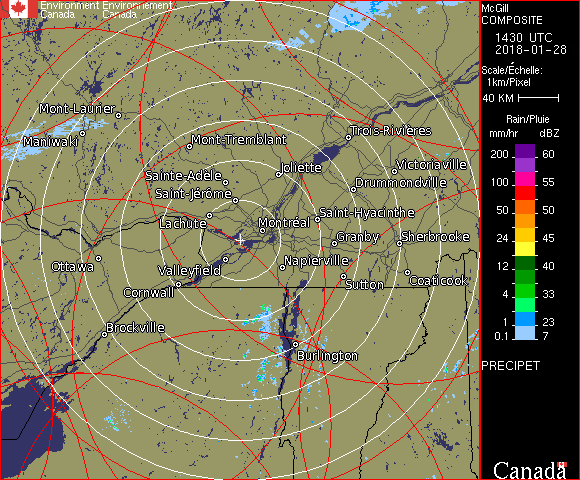 Environment Environnement
Canada Canada
McGill
COMPOSITE
1430 UTC
2018-01-28
Scale/Échelle:
1km/Pixel
40 KM
Rain/Pluie
mm/hr dBZ
200 60
100 55
85 55
50 50
24 45
12 40
4 33
1 23
0.1 7
PRECIPET
Canada
Mont-Laurier
Maniwaki
Mont-Tremblant
Trois-Rivières
Joliette
Victoriaville
Sainte-Adèle
Drummondville
Saint-Jérôme
Lachute
Montréal
Saint-Hyacinthe
Granby
Sherbrooke
Ottawa
Valleyfield
Napierville
Cornwall
Sutton
Coaticook
Brockville
Burlington